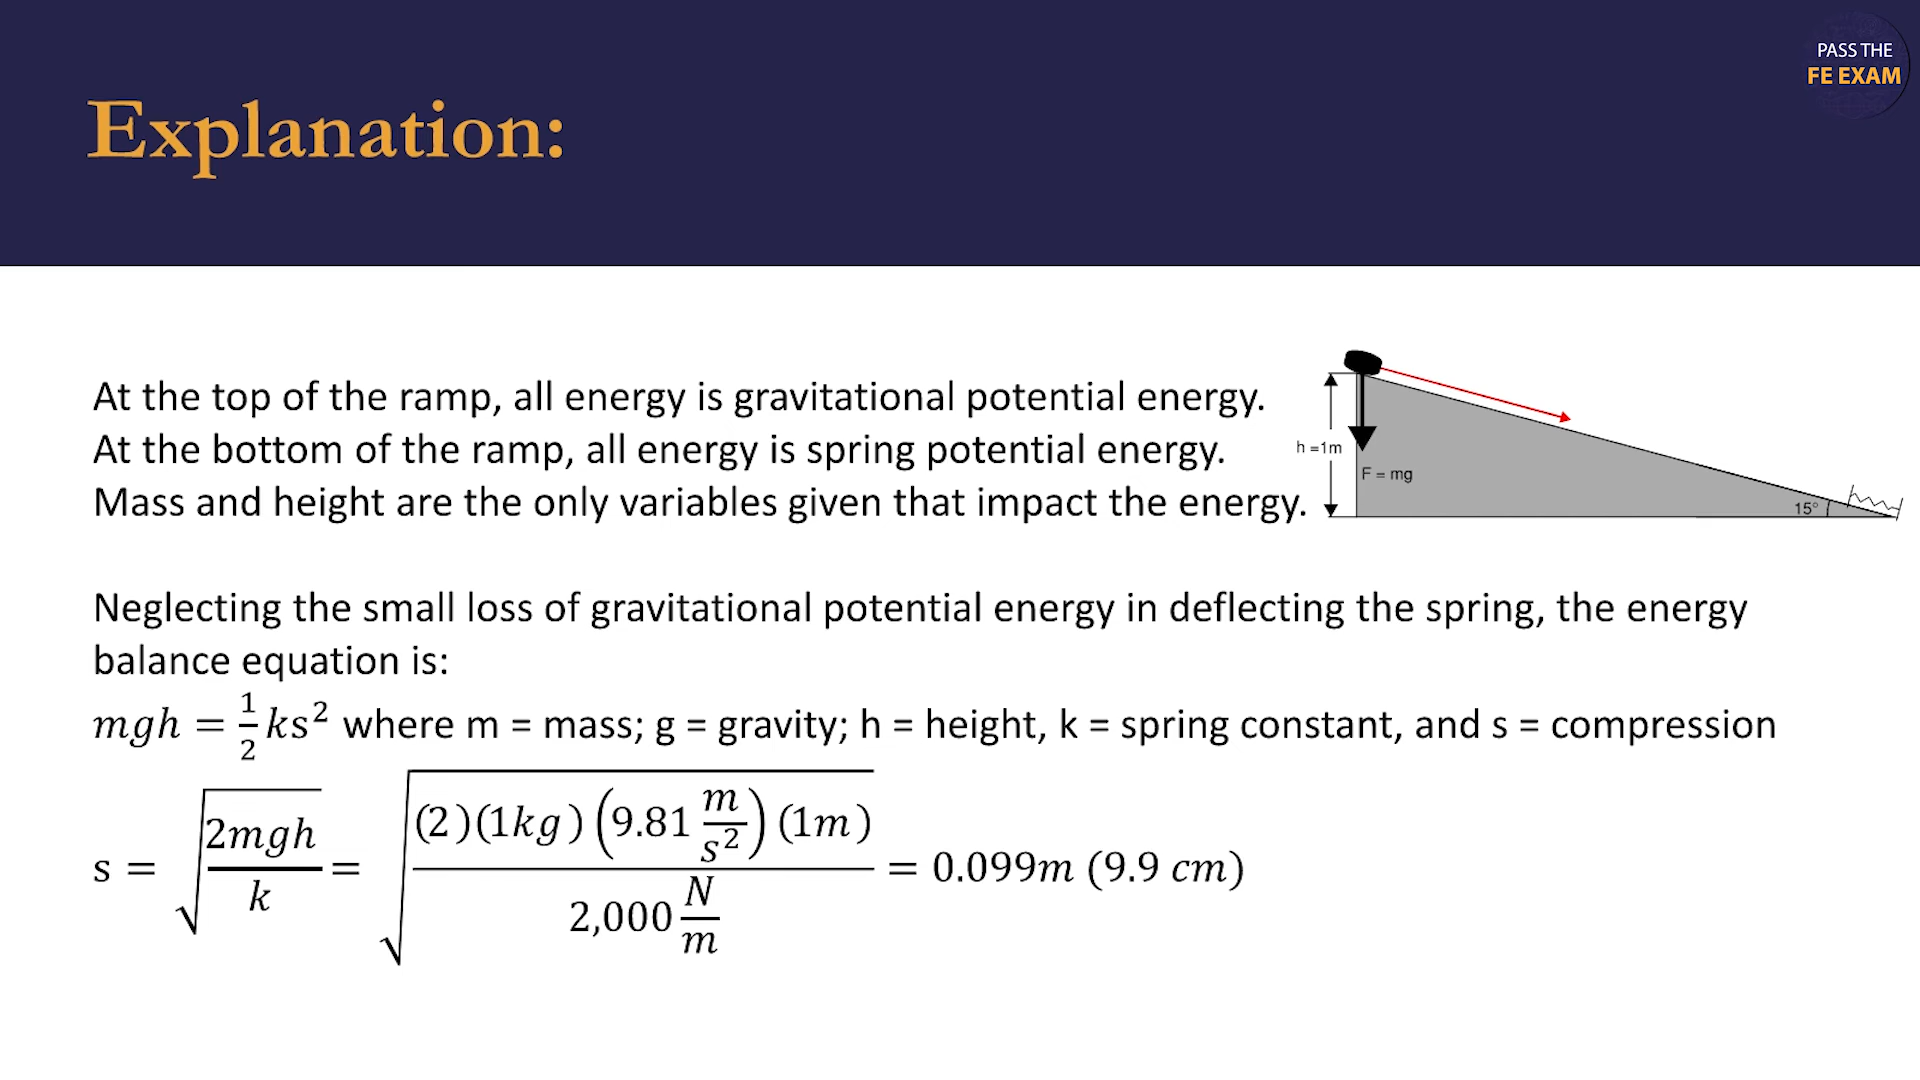 PASS THE
FE EXAM
Explanation:
At the top of the ramp, all energy is gravitational potential energy.
At the bottom of the ramp, all energy is spring potential energy.
Mass and height are the only variables given that impact the energy.
h =1m
F = mg
15°
Neglecting the small loss of gravitational potential energy in deflecting the spring, the energy
balance equation is:
mgh = 1/2 ks² where m = mass; g = gravity; h = height, k = spring constant, and s = compression
s = √(2mgh/k) = √((2)(1kg)(9.81 m/s²)(1m)/(2,000 N/m)) = 0.099m (9.9 cm)